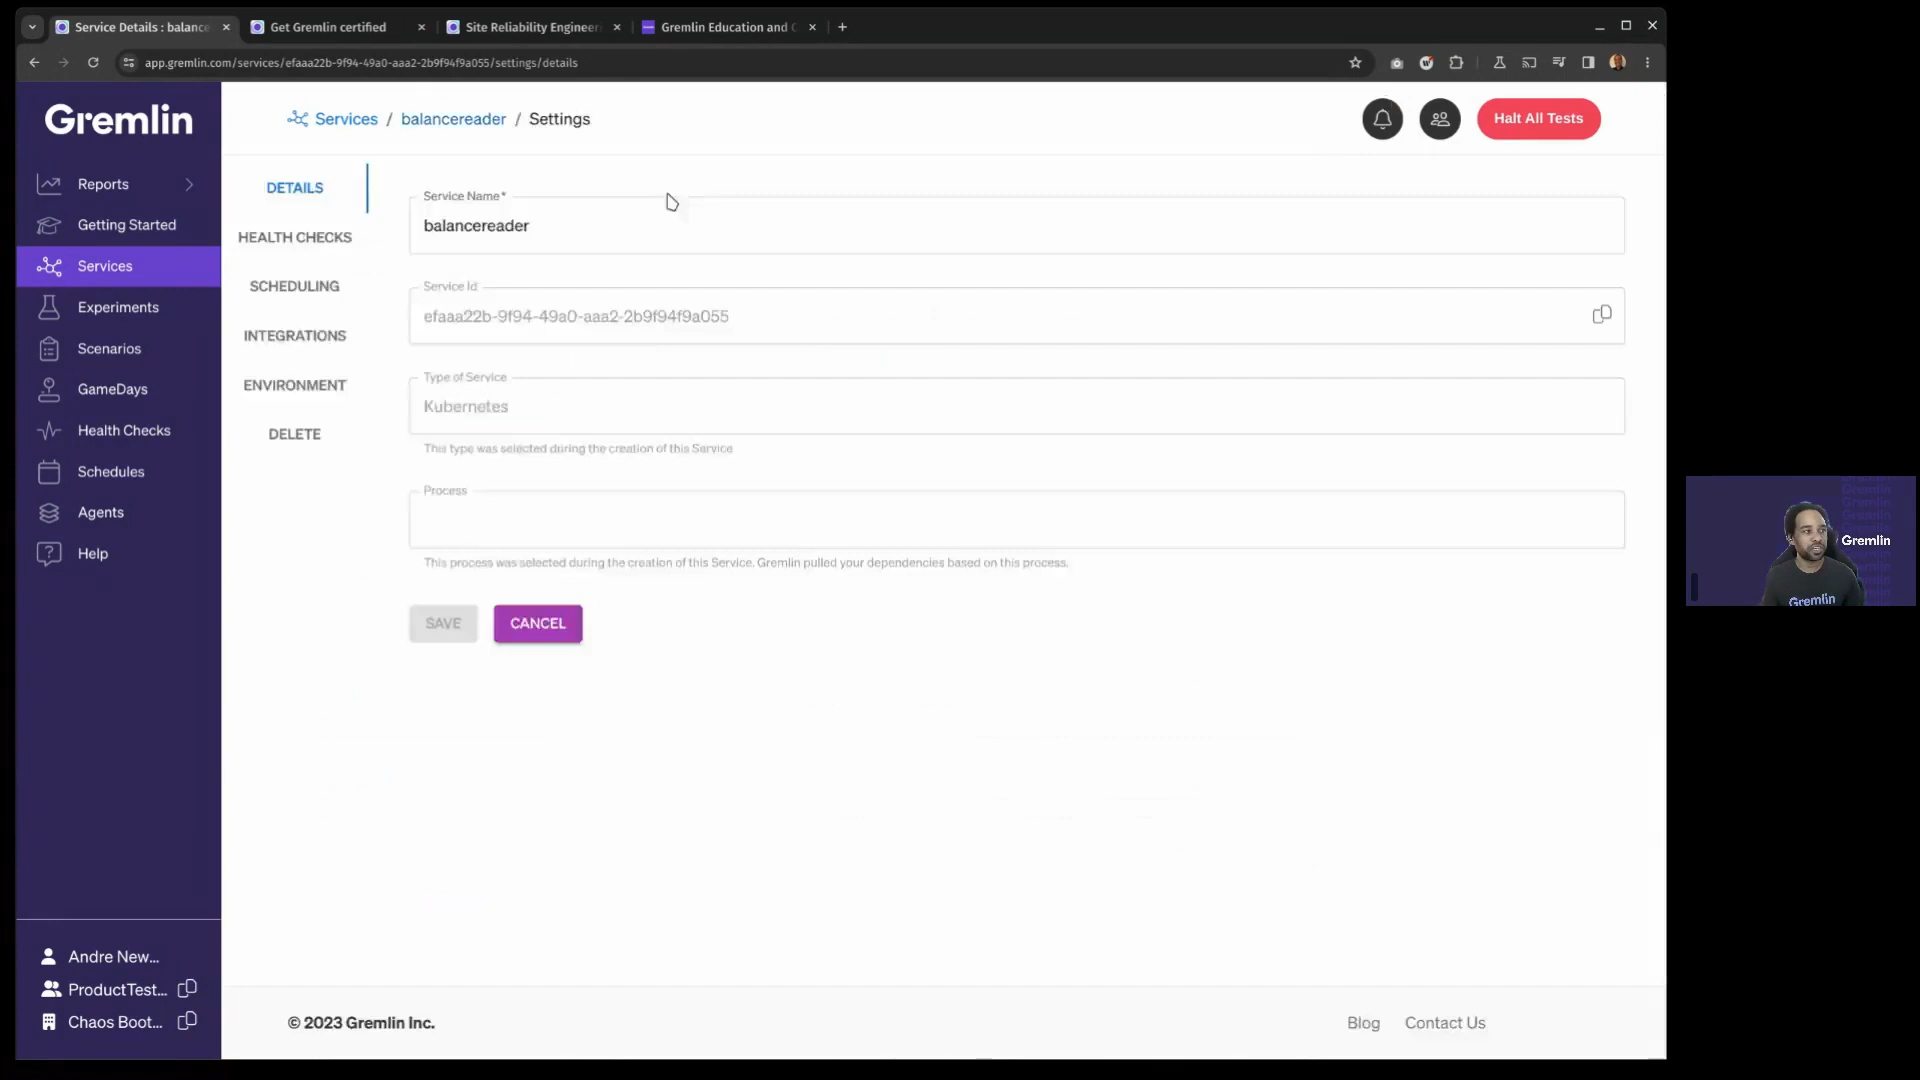 Service Details : balance
Get Gremlin certified
Site Reliability Engineeri
Gremlin Education and C
app.gremlin.com/services/efaaa22b-9f94-49a0-aaa2-2b9f94f9a055/settings/details
Gremlin
Reports
Getting Started
Services
Experiments
Scenarios
GameDays
Health Checks
Schedules
Agents
Help
Andre New...
ProductTest...
Chaos Boot...
Services / balancereader / Settings
Halt All Tests
DETAILS
HEALTH CHECKS
SCHEDULING
INTEGRATIONS
ENVIRONMENT
DELETE
Service Name*
balancereader
Service Id
efaaa22b-9f94-49a0-aaa2-2b9f94f9a055
Type of Service
Kubernetes
This type was selected during the creation of this Service
Process
This process was selected during the creation of this Service. Gremlin pulled your dependencies based on this process.
SAVE
CANCEL
© 2023 Gremlin Inc.
Blog
Contact Us
Gremlin
Gremlin